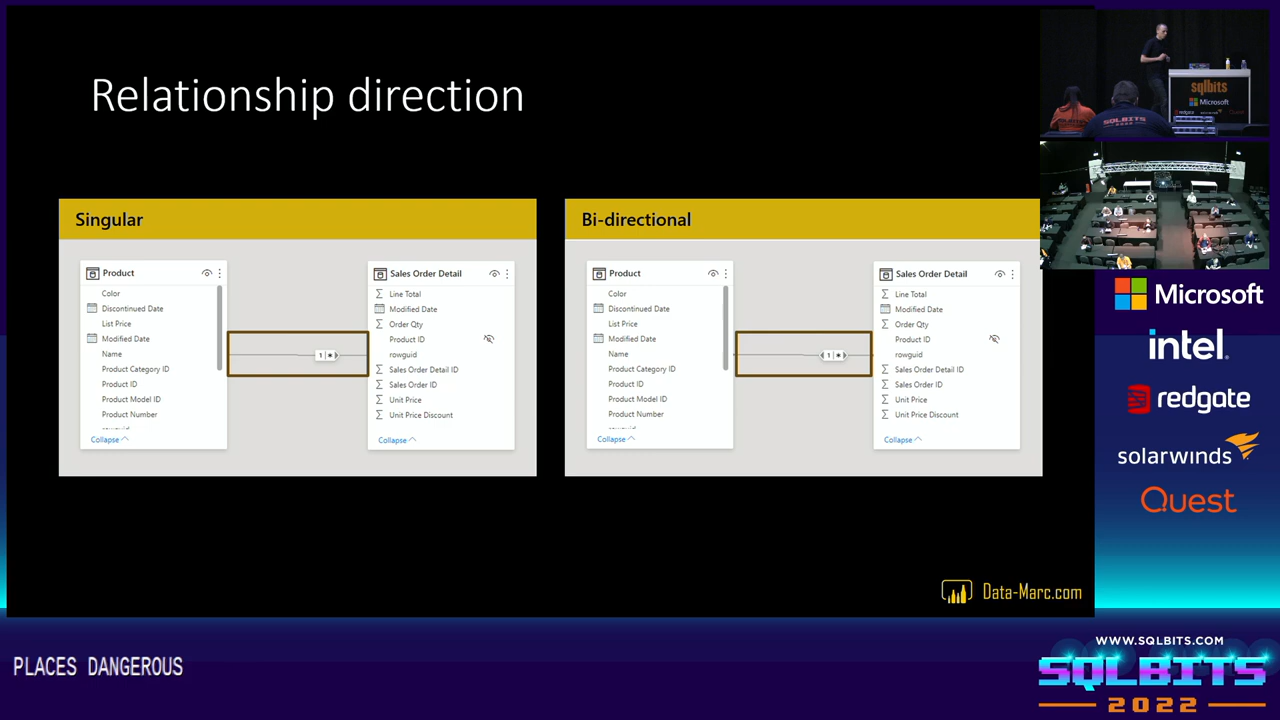 Relationship direction
Singular
Product
Color
Discontinued Date
List Price
Modified Date
Name
Product Category ID
Product ID
Product Model ID
Product Number
Collapse
1
*
Sales Order Detail
Line Total
Modified Date
Order Qty
Product ID
rowguid
Sales Order Detail ID
Sales Order ID
Unit Price
Unit Price Discount
Collapse
Bi-directional
Product
Color
Discontinued Date
List Price
Modified Date
Name
Product Category ID
Product ID
Product Model ID
Product Number
Collapse
1
*
Sales Order Detail
Line Total
Modified Date
Order Qty
Product ID
rowguid
Sales Order Detail ID
Sales Order ID
Unit Price
Unit Price Discount
Collapse
Data-Marc.com
sqlbits
Microsoft
SQLBITS
Microsoft
intel.
redgate
solarwinds
Quest
WWW.SQLBITS.COM
SQLBITS
2022
PLACES DANGEROUS